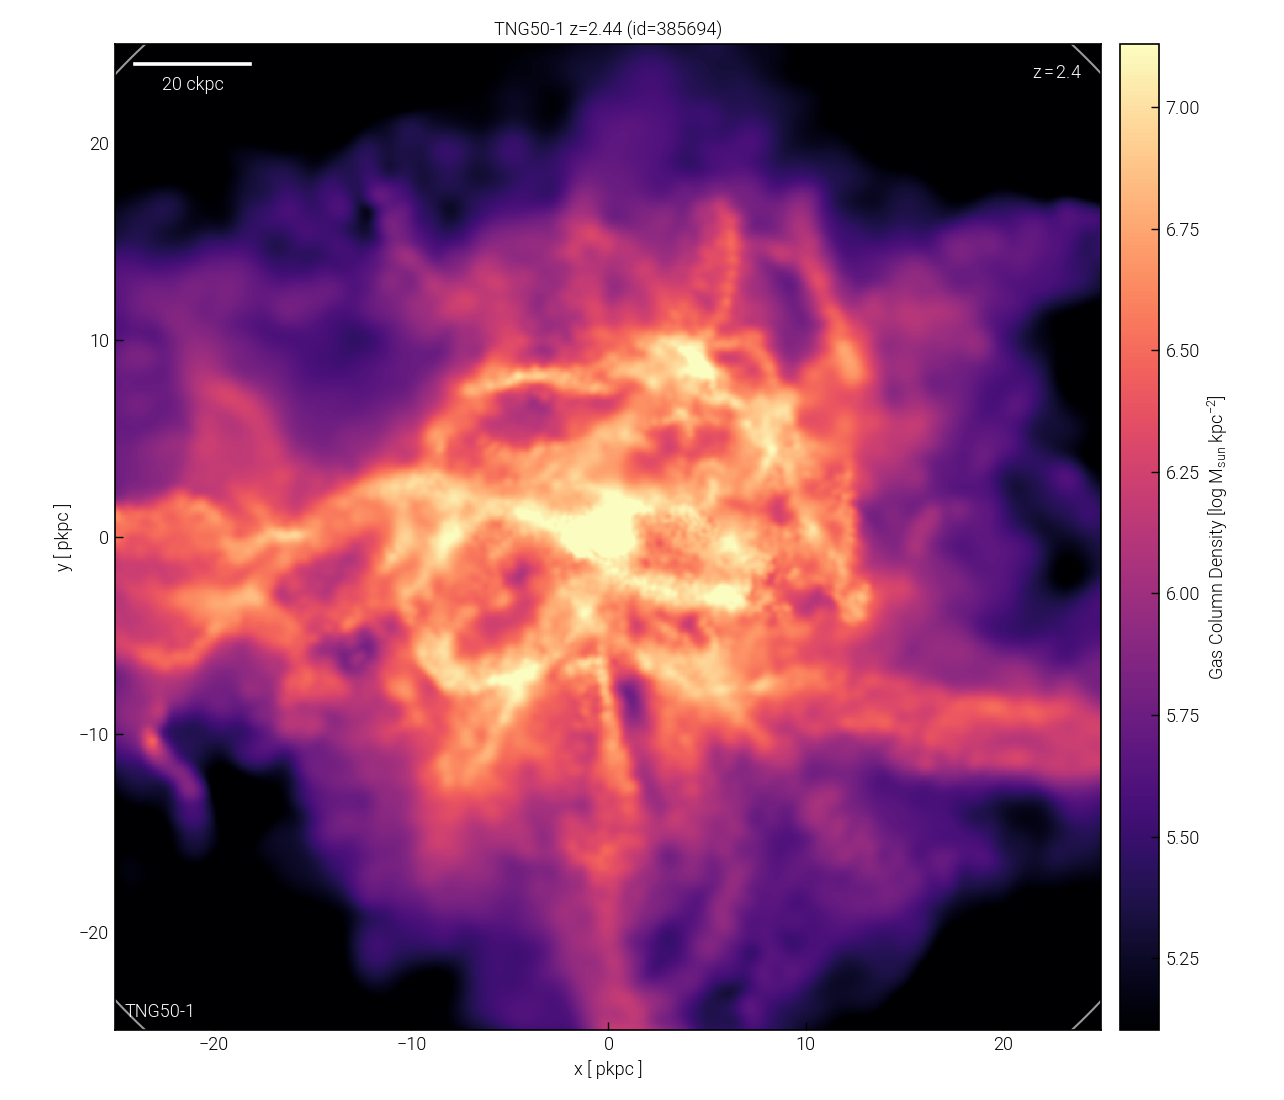 TNG50-1 z=2.44 (id=385694)
20 ckpc
z=2.4
TNG50-1
20
10
0
−10
−20
y [ pkpc ]
−20
−10
0
10
20
x [ pkpc ]
7.00
6.75
6.50
6.25
6.00
5.75
5.50
5.25
Gas Column Density [log Msun kpc−2]